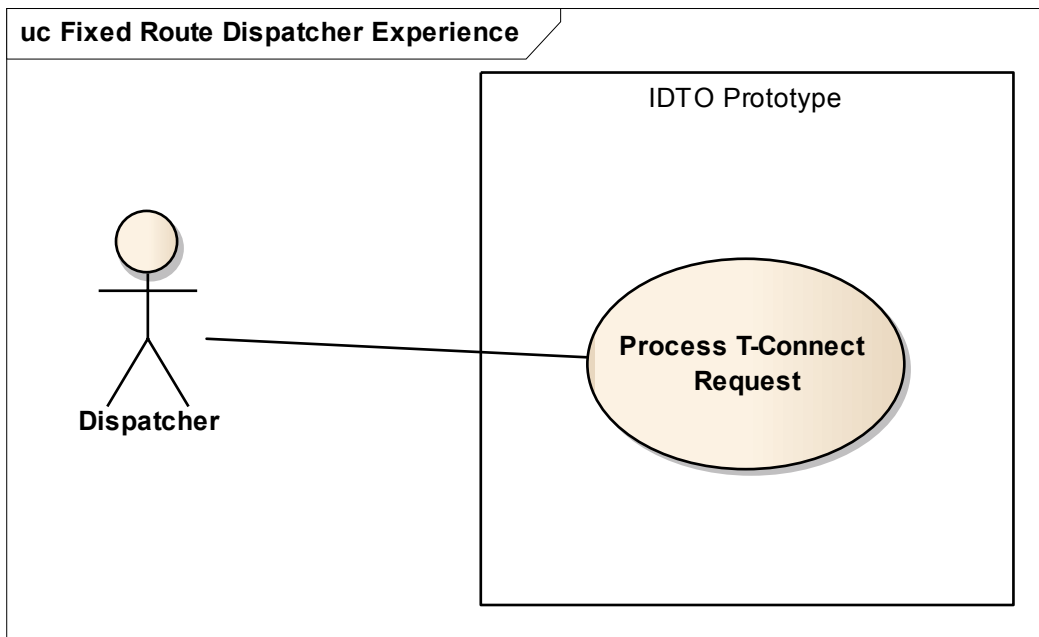 uc Fixed Route Dispatcher Experience
IDTO Prototype
Process T-Connect
Request
Dispatcher